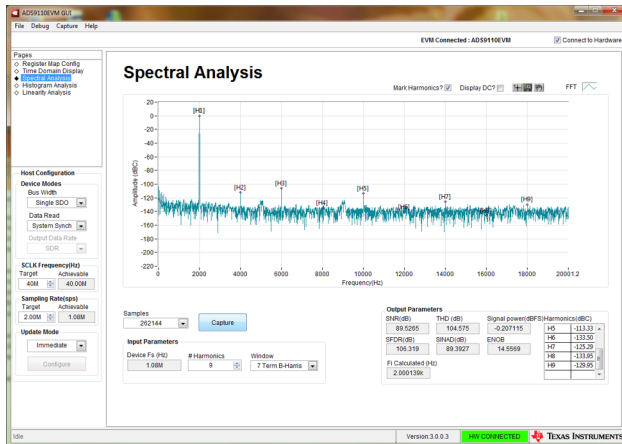 ADS9110EVM GUI
File Debug Capture Help
EVM Connected : ADS9110EVM
Connect to Hardware
Pages
Register Map Config
Time Domain Display
Spectral Analysis
Histogram Analysis
Linearity Analysis
Spectral Analysis
Mark Harmonics? Display DC? FFT
20
0
-20
-40
-60
-80
-100
-120
-140
-160
-180
-200
-220
Amplitude (dBC)
[H1]
[H2]
[H3]
[H4]
[H5]
[H6]
[H7]
[H8]
[H9]
0 2000 4000 6000 8000 10000 12000 14000 16000 18000 20001.2
Frequency(Hz)
Host Configuration
Device Modes
Bus Width
Single SDO
Data Read
System Synch
Output Data Rate
SDR
SCLK Frequency(Hz)
Target Achievable
40M 40.00M
Sampling Rate(sps)
Target Achievable
2.00M 1.08M
Update Mode
Immediate
Configure
Samples
262144
Capture
Input Parameters
Device Fs (Hz) # Harmonics Window
1.08M 9 7 Term B-Harris
Output Parameters
SNR(dB) THD (dB) Signal power(dBFS) Harmonics(dBC)
89.5265 104.575 -0.207115
SFDR(dB) SINAD(dB) ENOB
106.319 89.3927 14.5569
Fi Calculated (Hz)
2.000139k
H5 -113.33
H6 -133.50
H7 -125.29
H8 -133.95
H9 -129.95
Idle
Version:3.0.0.3
HW CONNECTED
TEXAS INSTRUMENTS